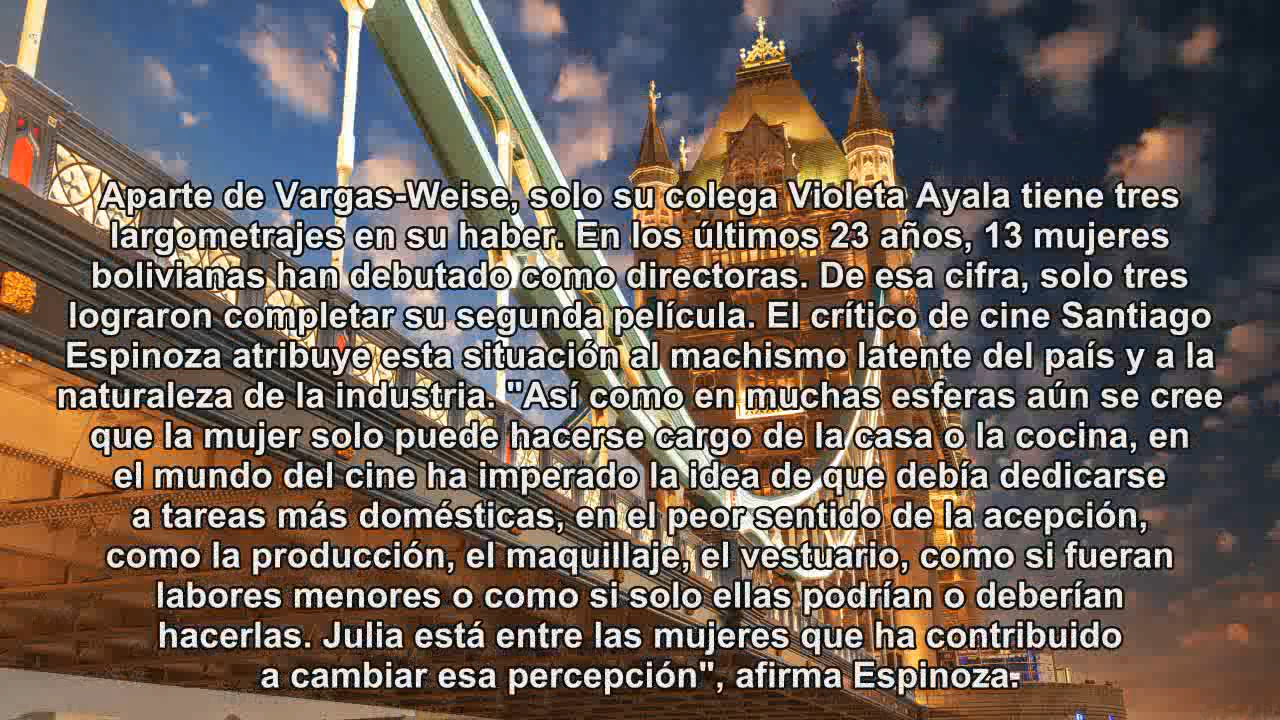 Aparte de Vargas-Weise, solo su colega Violeta Ayala tiene tres
largometrajes en su haber. En los últimos 23 años, 13 mujeres
bolivianas han debutado como directoras. De esa cifra, solo tres
lograron completar su segunda película. El crítico de cine Santiago
Espinoza atribuye esta situación al machismo latente del país y a la
naturaleza de la industria. "Así como en muchas esferas aún se cree
que la mujer solo puede hacerse cargo de la casa o la cocina, en
el mundo del cine ha imperado la idea de que debía dedicarse
a tareas más domésticas, en el peor sentido de la acepción,
como la producción, el maquillaje, el vestuario, como si fueran
labores menores o como si solo ellas podrían o deberían
hacerlas. Julia está entre las mujeres que ha contribuido
a cambiar esa percepción", afirma Espinoza.